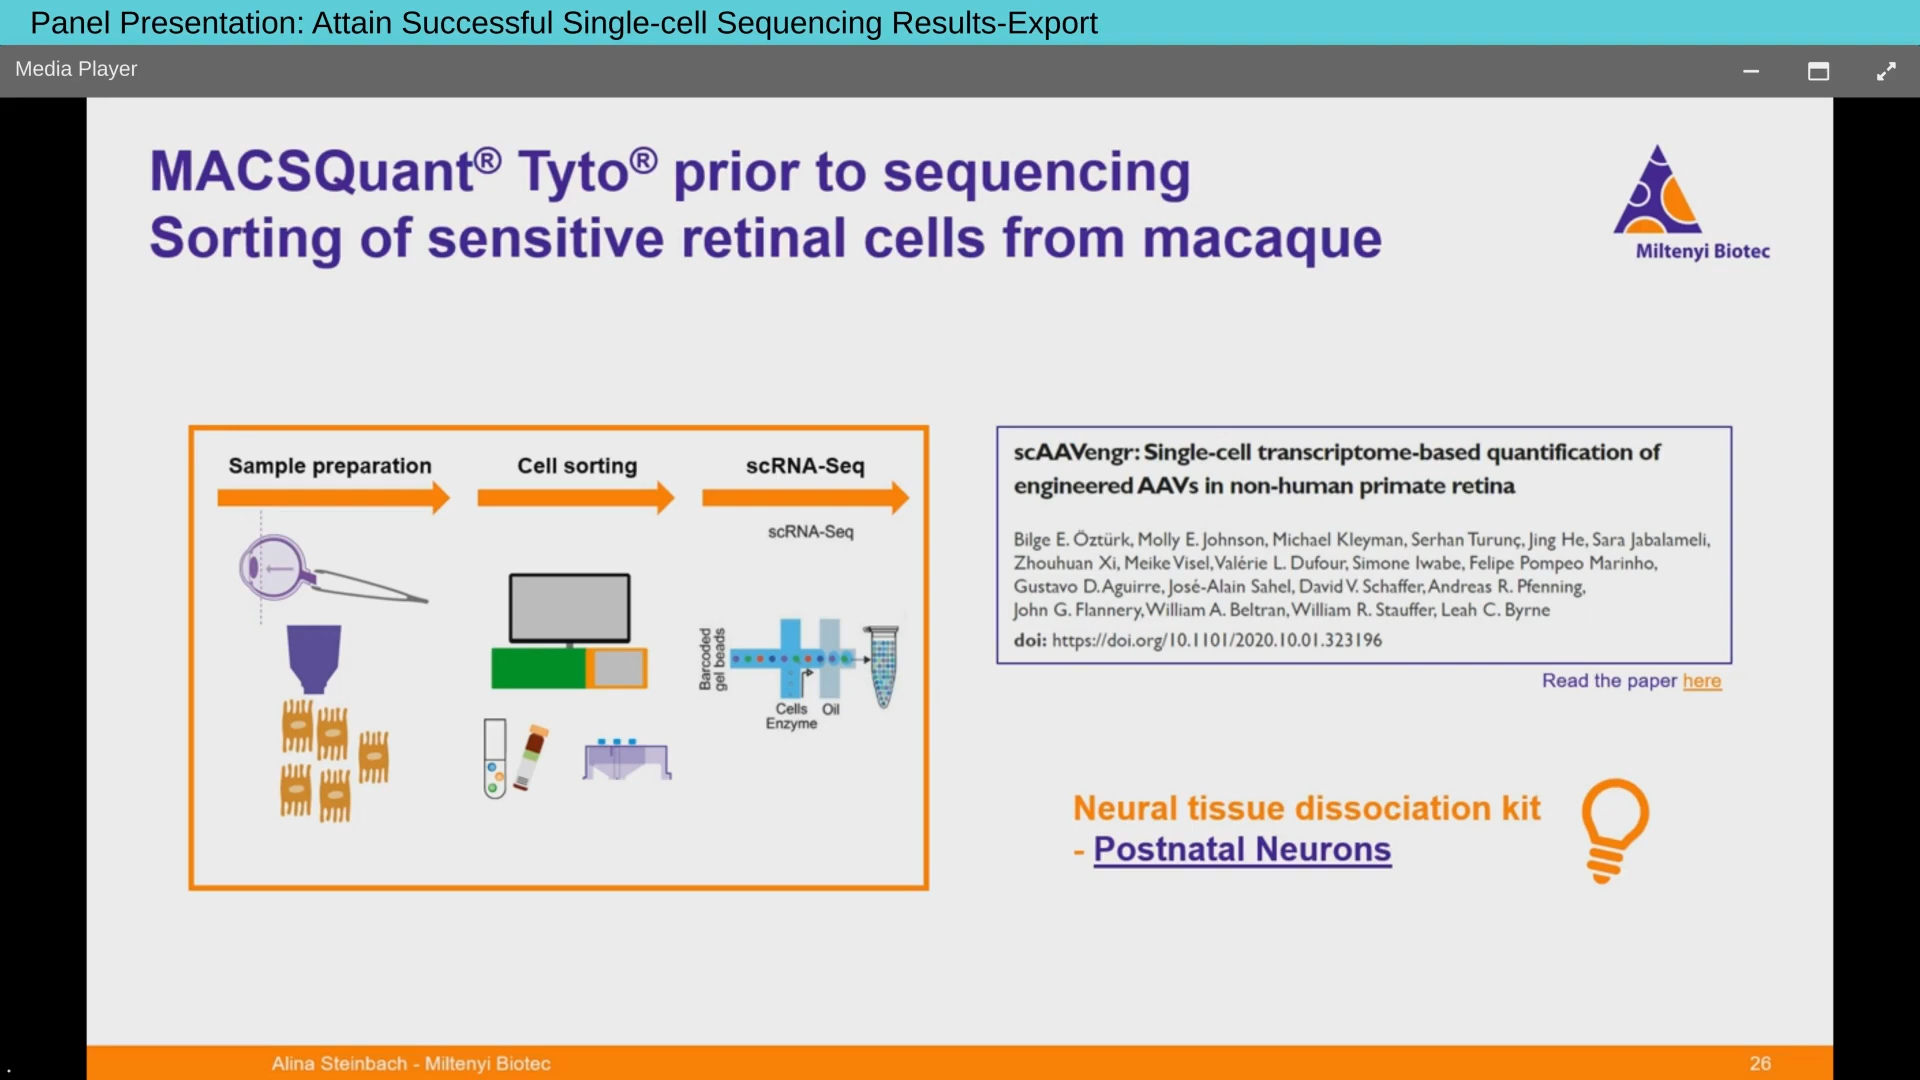 Panel Presentation: Attain Successful Single-cell Sequencing Results-Export
Media Player
MACSQuant® Tyto® prior to sequencing
Sorting of sensitive retinal cells from macaque
Miltenyi Biotec
Sample preparation
Cell sorting
scRNA-Seq
scRNA-Seq
Barcoded
gel beads
Cells
Oil
Enzyme
scAAVengr: Single-cell transcriptome-based quantification of
engineered AAVs in non-human primate retina
Bilge E. Öztürk, Molly E. Johnson, Michael Kleyman, Serhan Turunç, Jing He, Sara Jabalameli,
Zhouhuan Xi, Meike Visel, Valérie L. Dufour, Simone Iwabe, Felipe Pompeo Marinho,
Gustavo D. Aguirre, José-Alain Sahel, David V. Schaffer, Andreas R. Pfenning,
John G. Flannery, William A. Beltran, William R. Stauffer, Leah C. Byrne
doi: https://doi.org/10.1101/2020.10.01.323196
Read the paper here
Neural tissue dissociation kit
- Postnatal Neurons
Alina Steinbach - Miltenyi Biotec
26